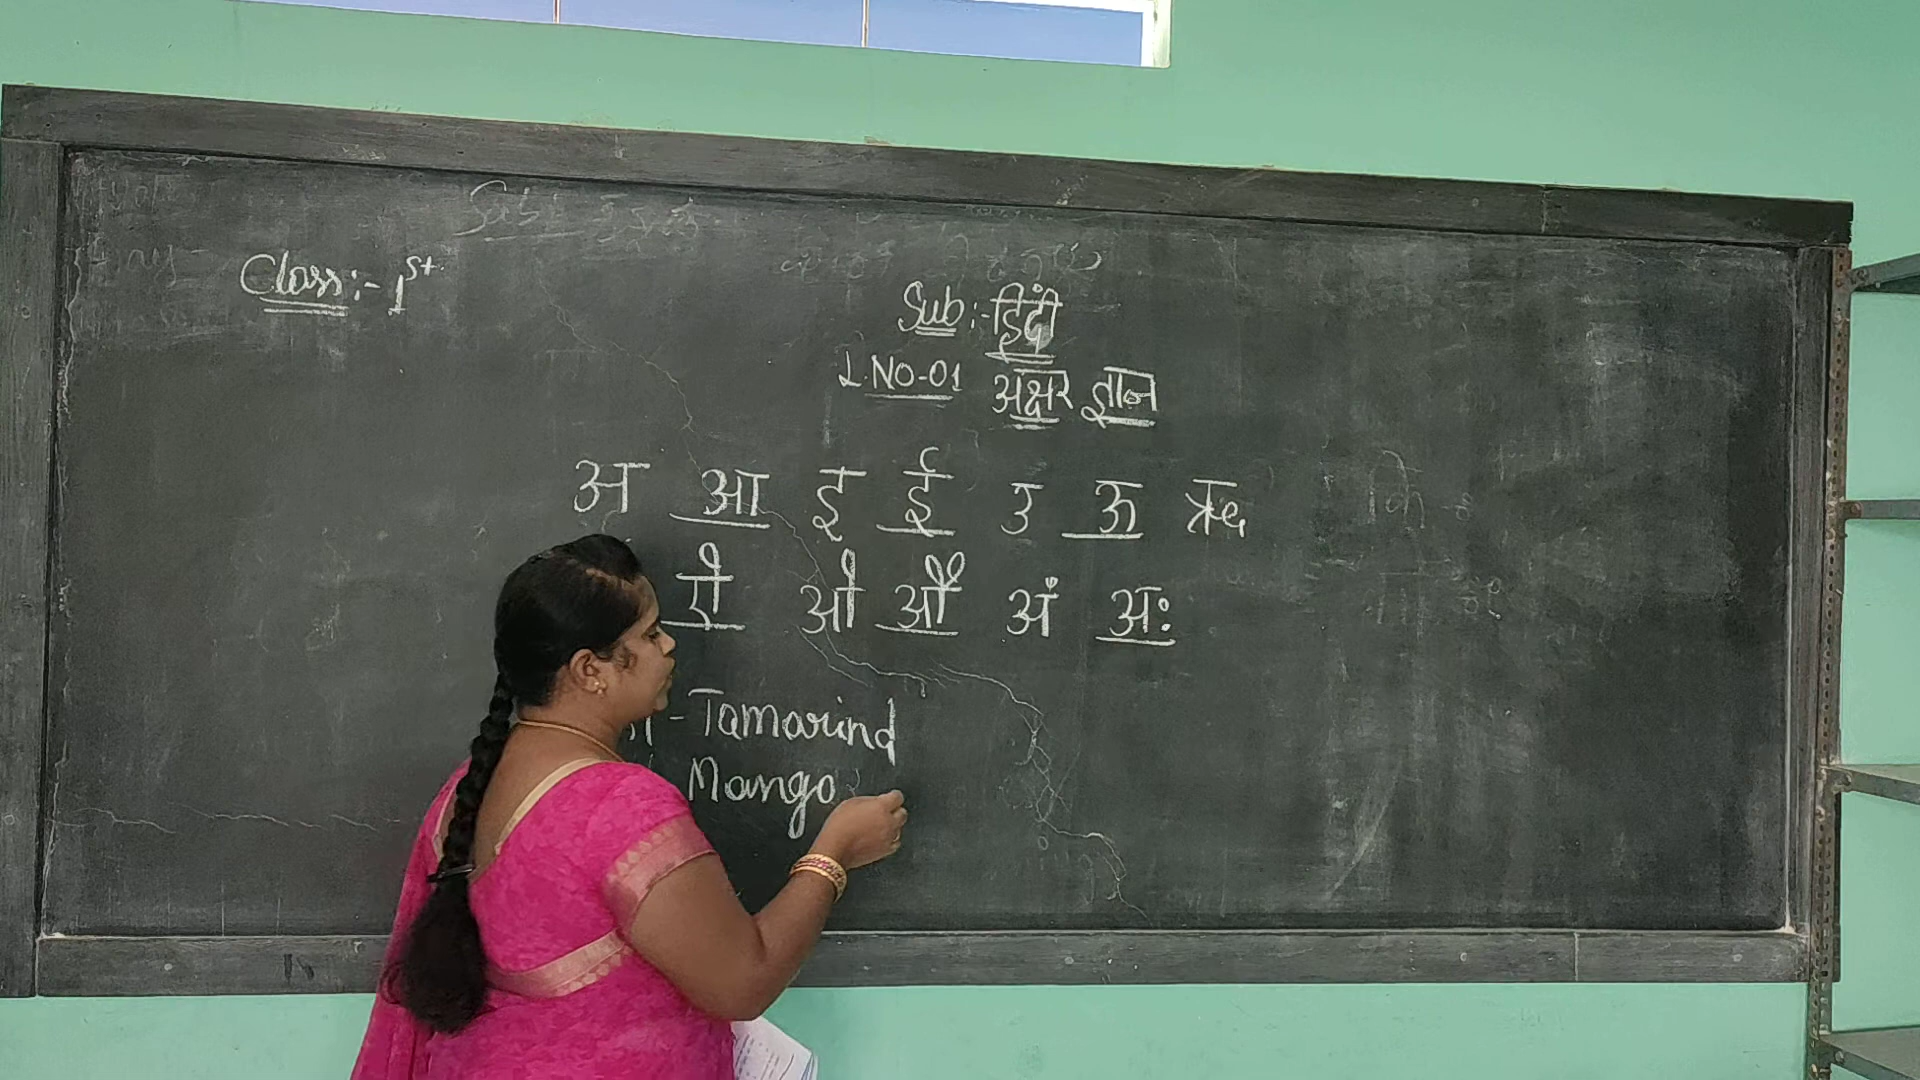 Class:- 1st
Sub:- हिंदी
L.NO-01 अक्षर ज्ञान
अ आ इ ई उ ऊ ऋ
ऐ ओ औ अं अः
- Tamarind
- Mango